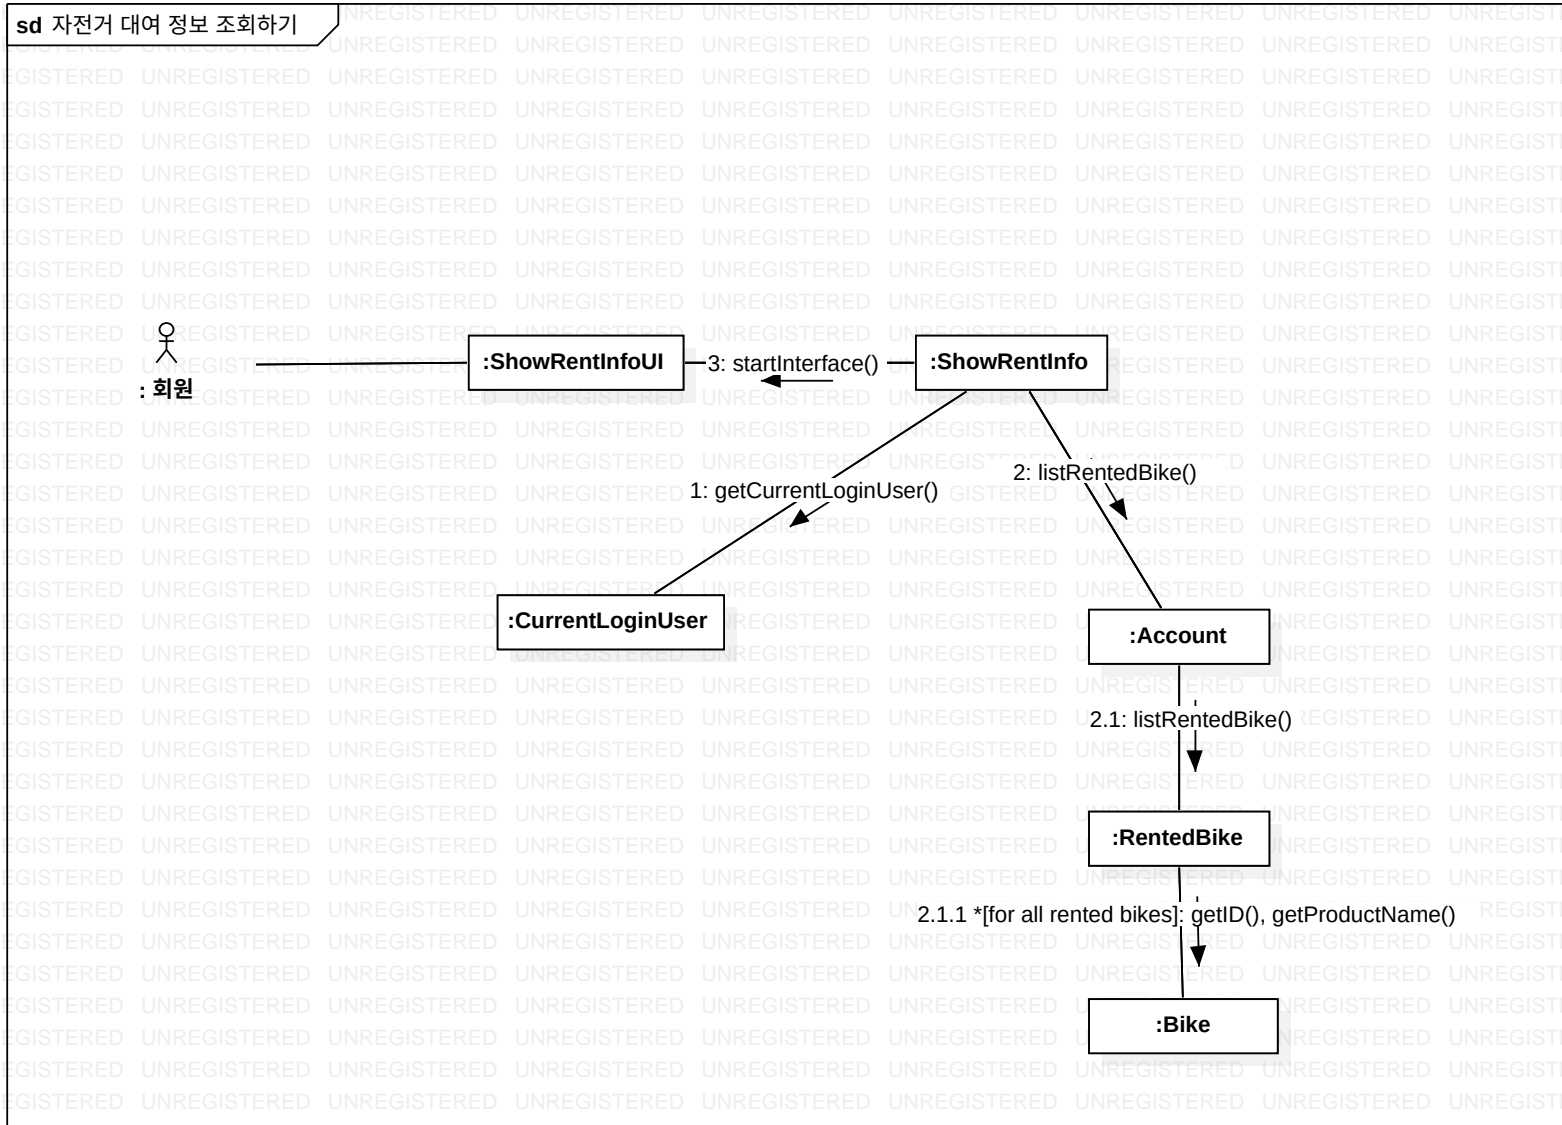 sd 자전거 대여 정보 조회하기
: 회원
:ShowRentInfoUI
3: startInterface()
:ShowRentInfo
1: getCurrentLoginUser()
2: listRentedBike()
:CurrentLoginUser
:Account
2.1: listRentedBike()
:RentedBike
2.1.1 *[for all rented bikes]: getID(), getProductName()
:Bike
UNREGISTERED